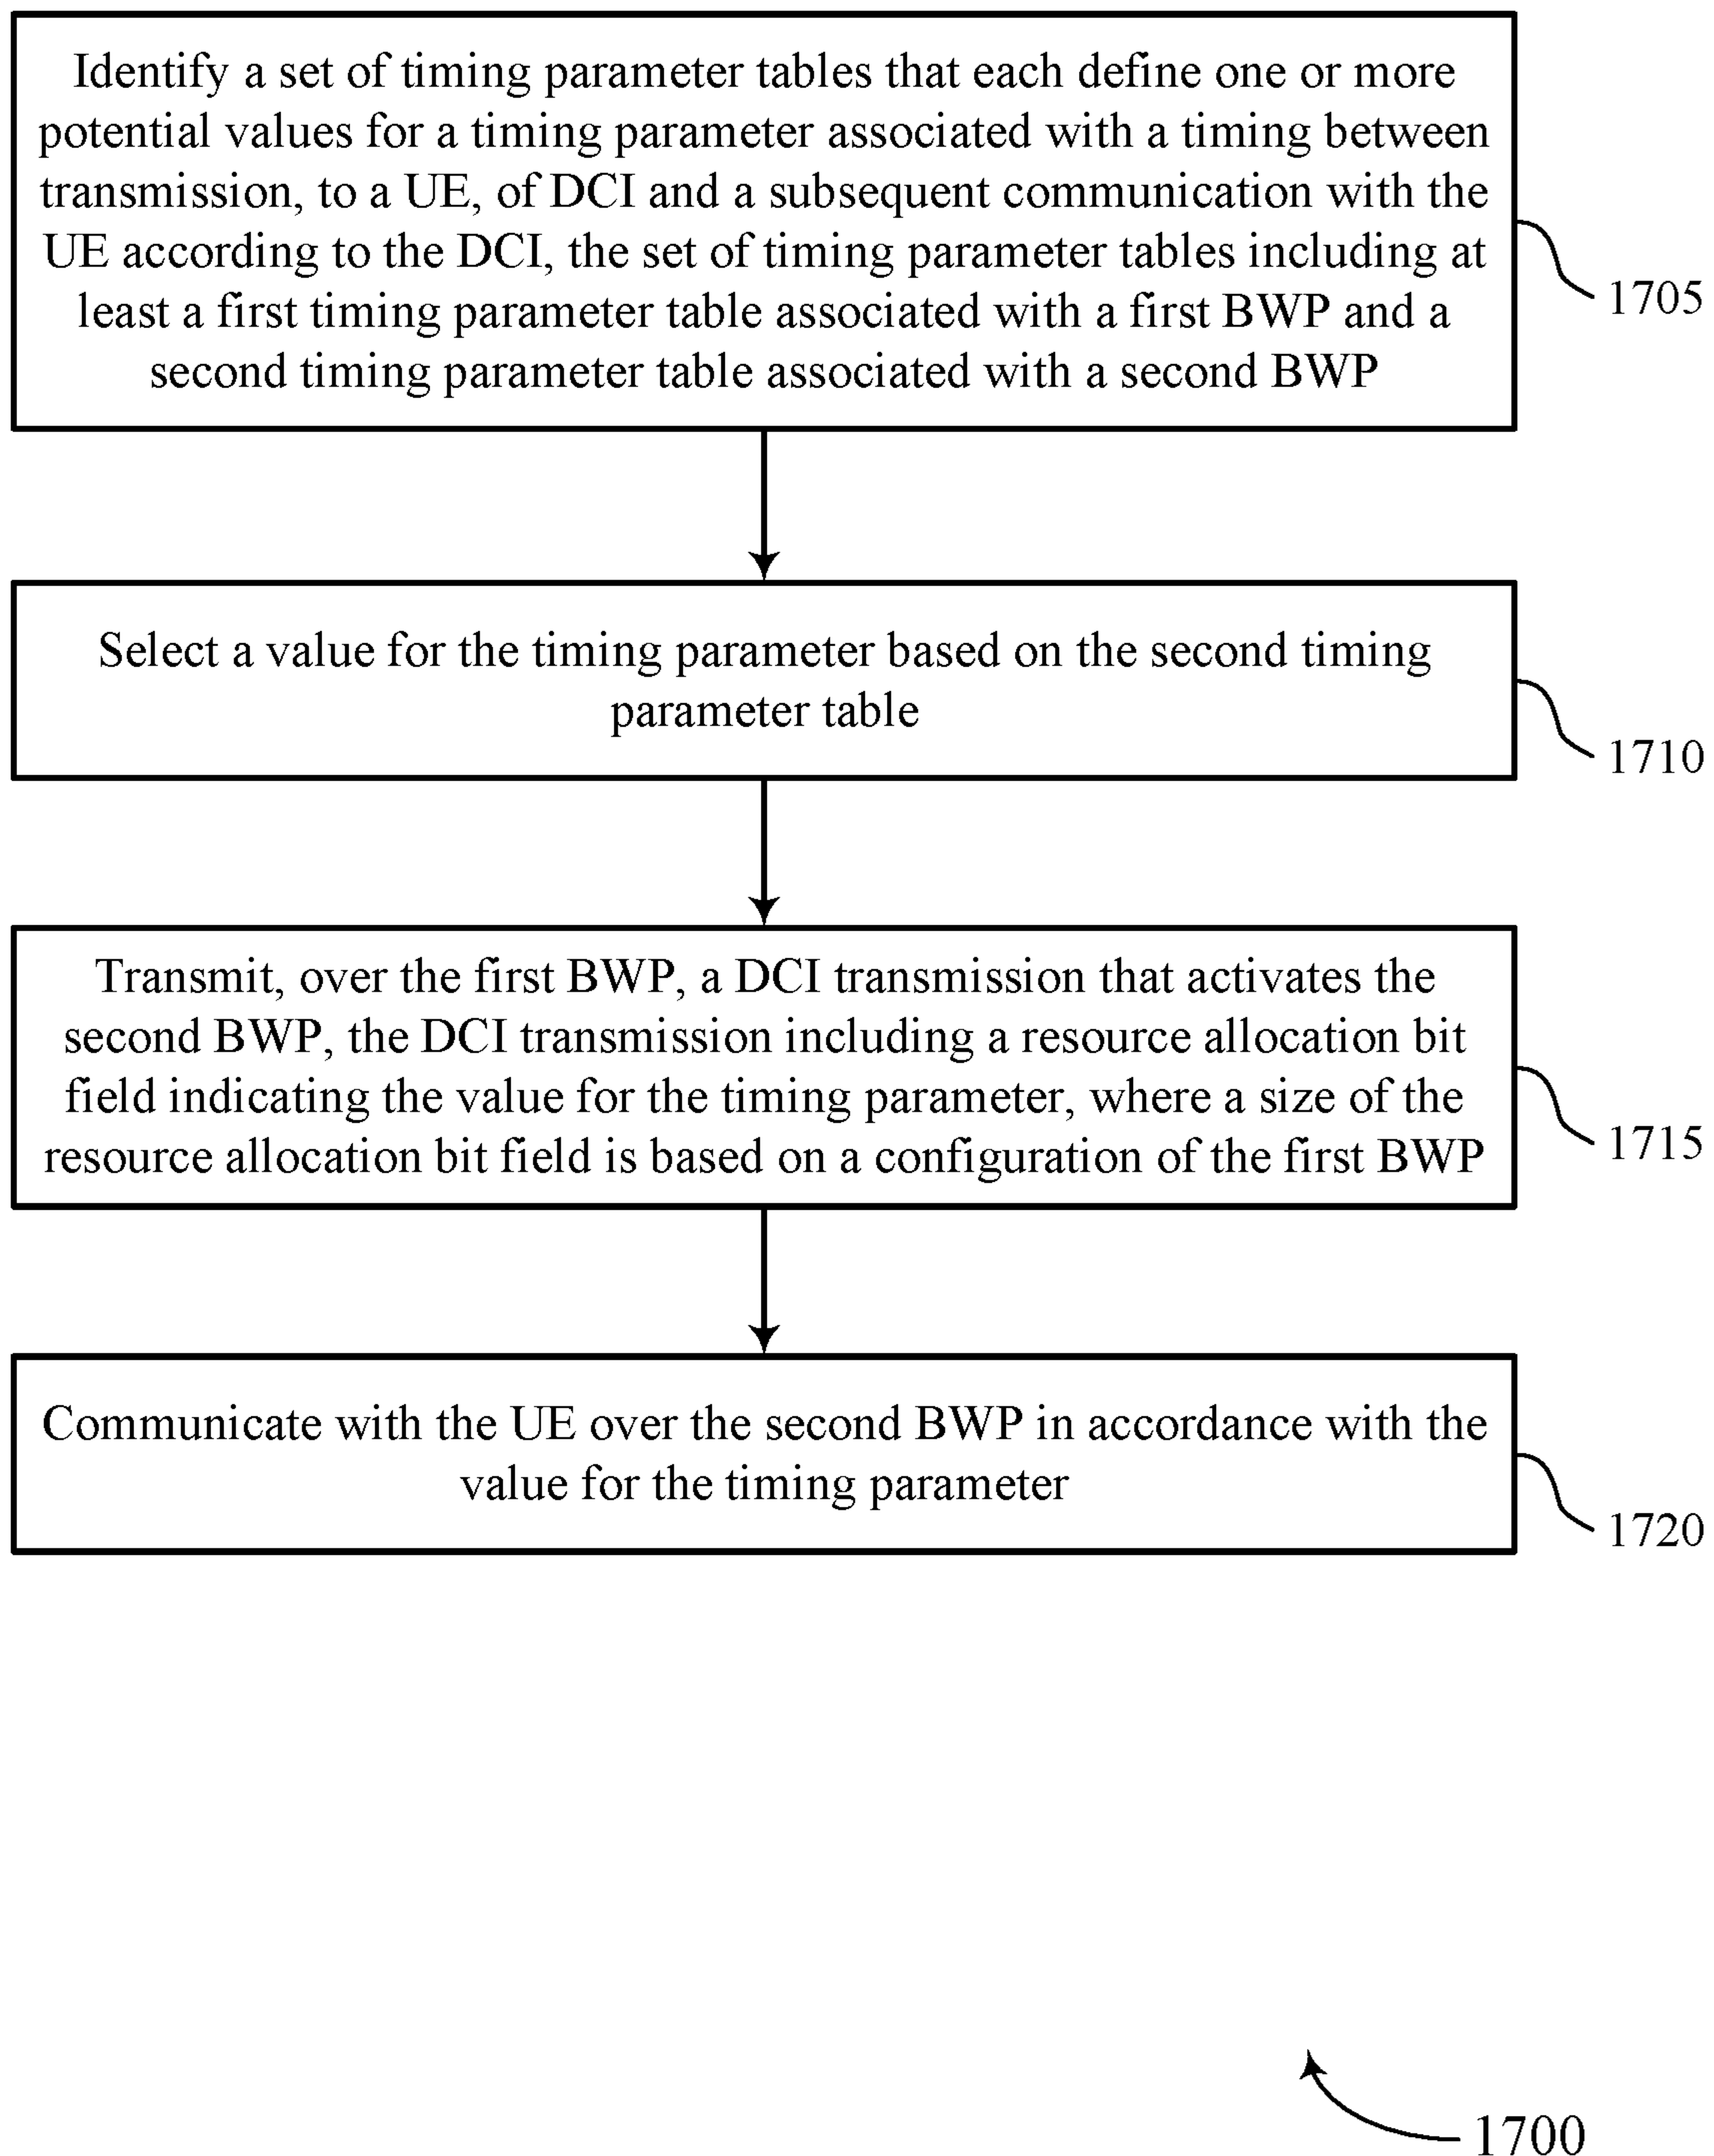 Identify a set of timing parameter tables that each define one or more
potential values for a timing parameter associated with a timing between
transmission, to a UE, of DCI and a subsequent communication with the
UE according to the DCI, the set of timing parameter tables including at
least a first timing parameter table associated with a first BWP and a
second timing parameter table associated with a second BWP
1705
Select a value for the timing parameter based on the second timing
parameter table
1710
Transmit, over the first BWP, a DCI transmission that activates the
second BWP, the DCI transmission including a resource allocation bit
field indicating the value for the timing parameter, where a size of the
resource allocation bit field is based on a configuration of the first BWP
1715
Communicate with the UE over the second BWP in accordance with the
value for the timing parameter
1720
1700